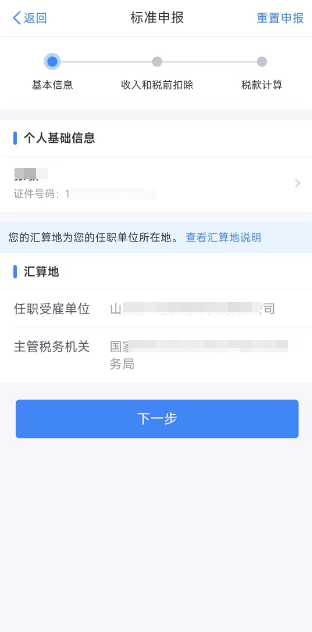 返回
标准申报
重置申报
基本信息
收入和税前扣除
税款计算
个人基础信息
证件号码：1
您的汇算地为您的任职单位所在地。 查看汇算地说明
汇算地
任职受雇单位 山 司
主管税务机关 国家
务局
下一步